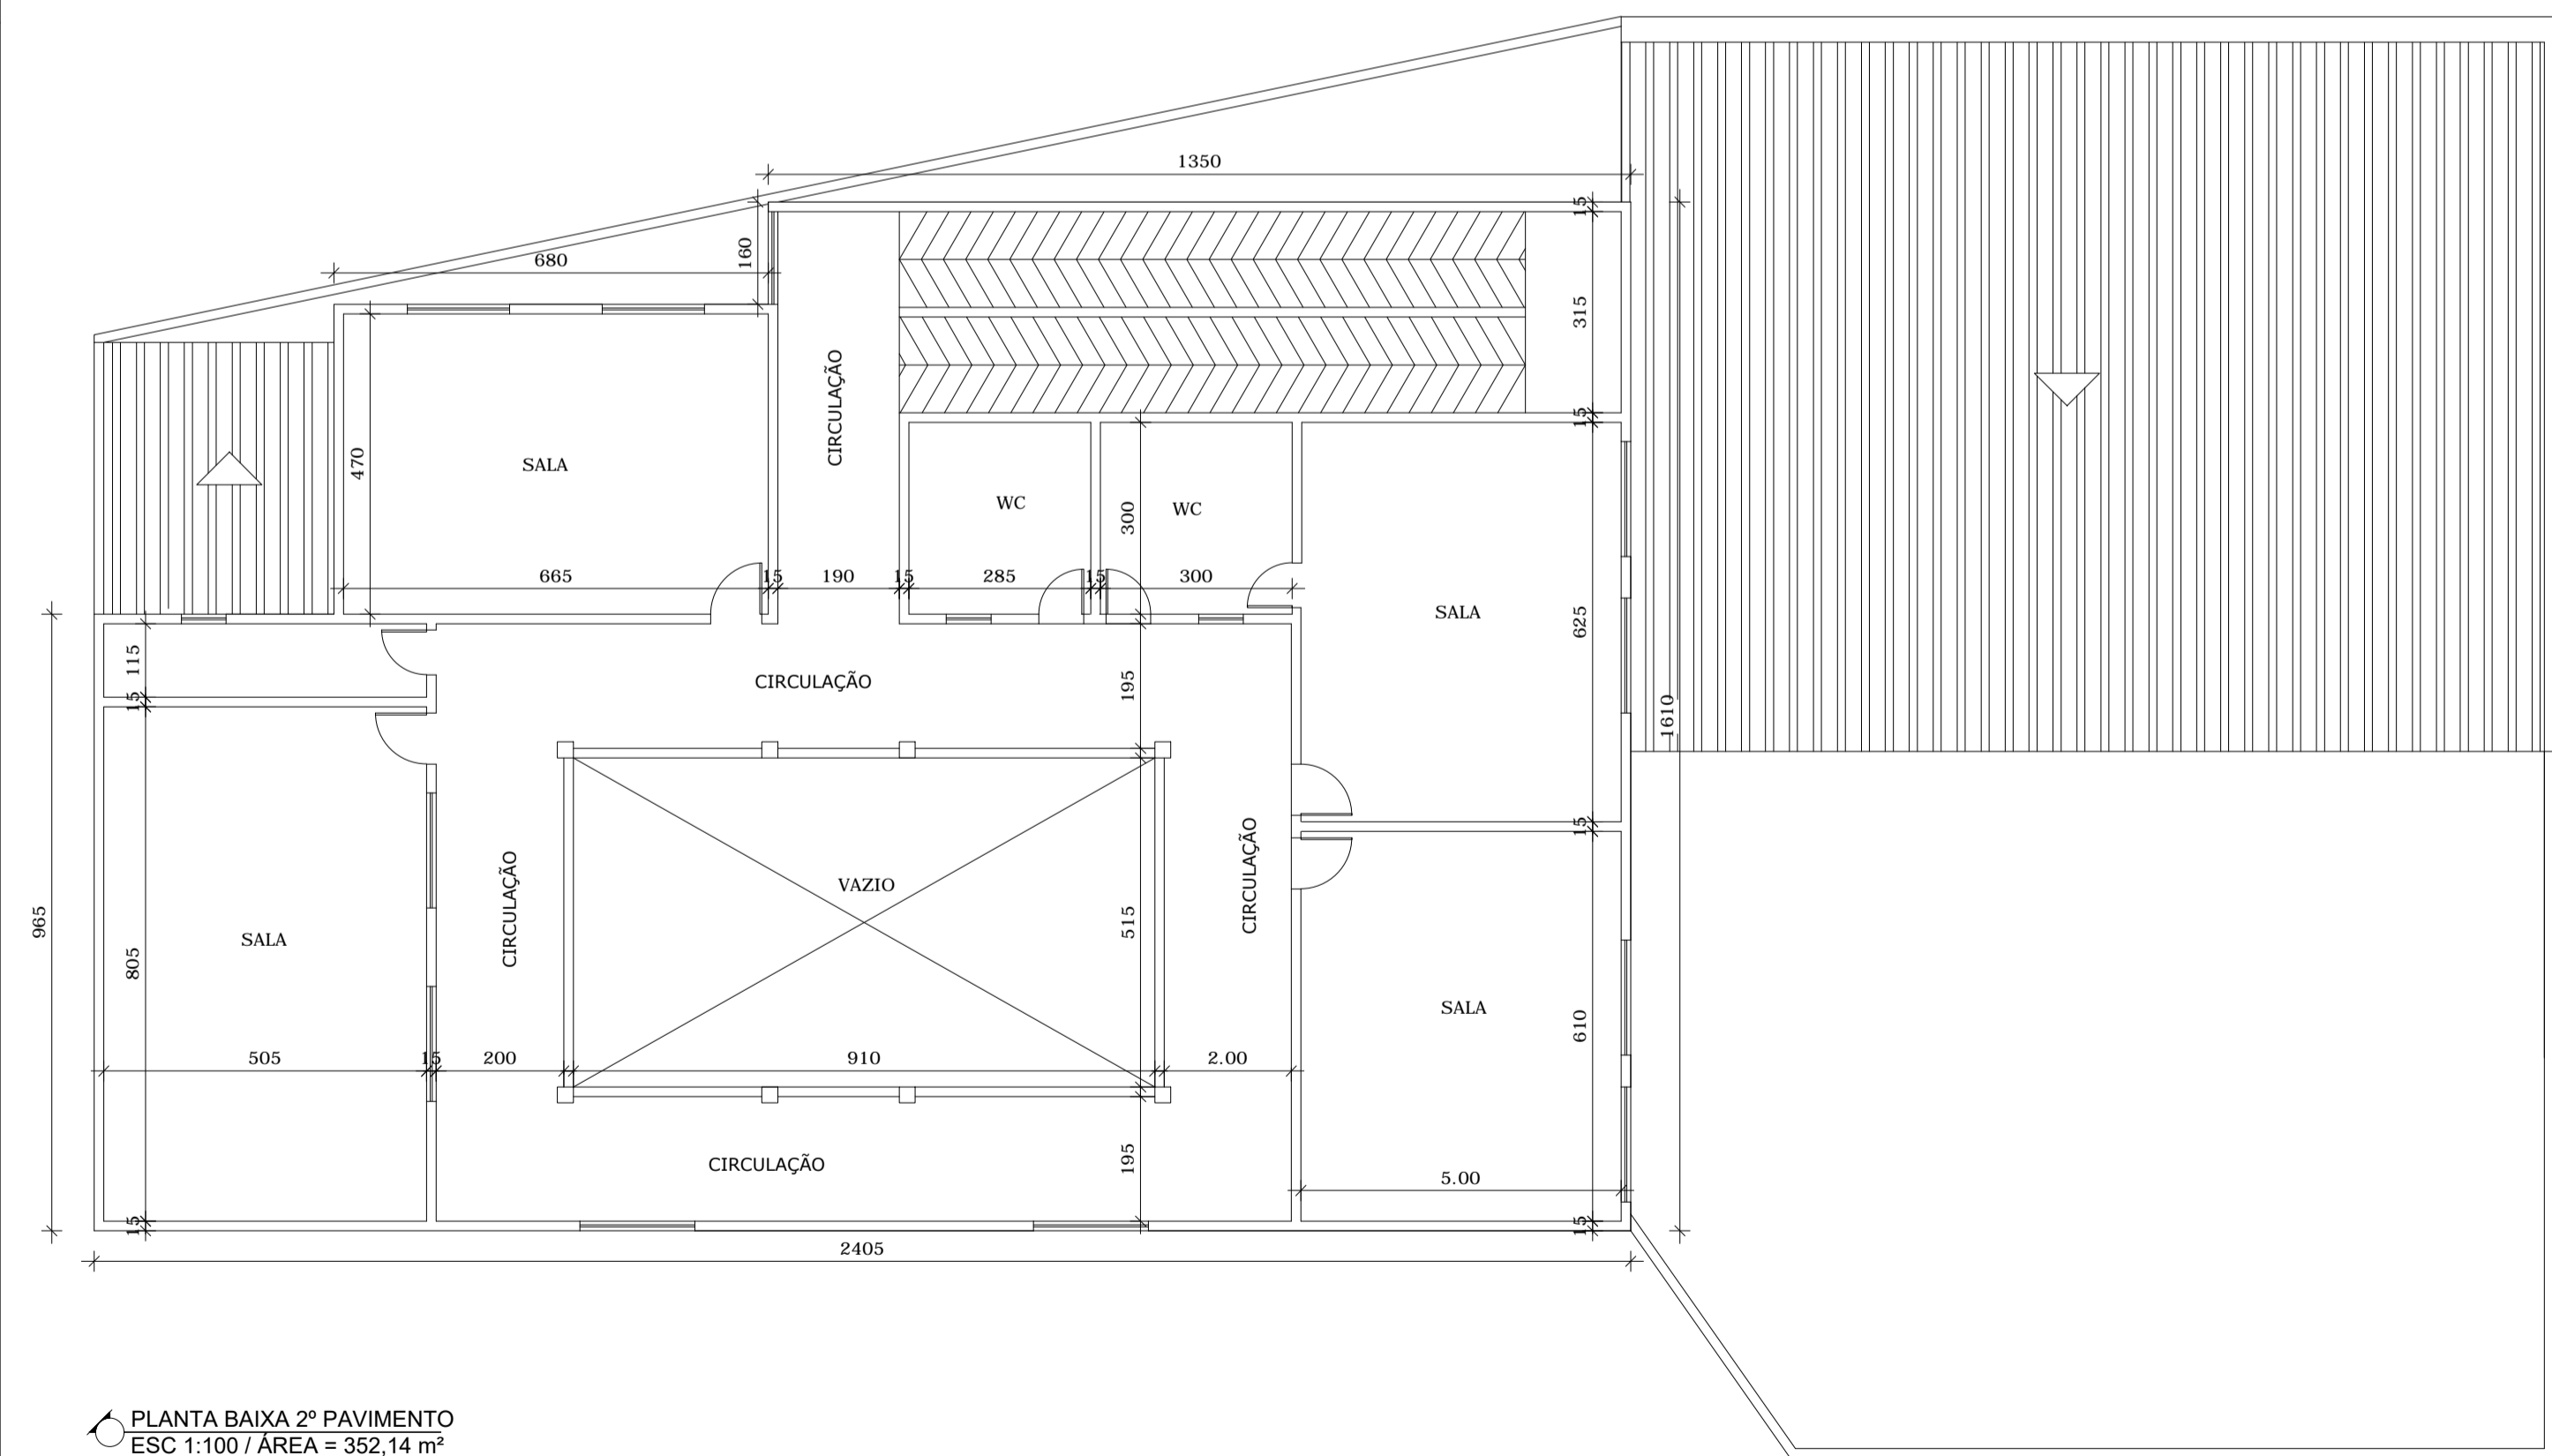 1350
15
680
160
315
CIRCULAÇÃO
15
470
SALA
WC
WC
300
665
15
190
15
285
15
300
SALA
625
115
15
CIRCULAÇÃO
195
1610
15
VAZIO
CIRCULAÇÃO
CIRCULAÇÃO
965
805
SALA
515
SALA
610
505
15
200
910
2.00
195
CIRCULAÇÃO
5.00
15
15
2405
PLANTA BAIXA 2º PAVIMENTO
ESC 1:100 / ÁREA = 352,14 m²